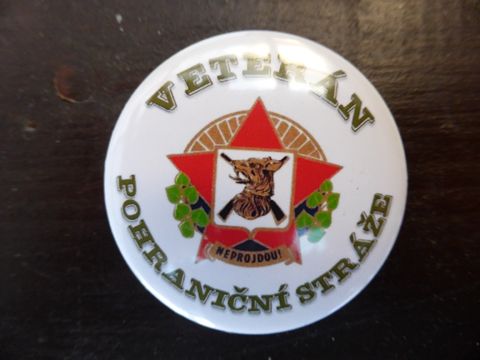 VETERÁN
NEPROJDOU!
POHRANIČNÍ STRÁŽE